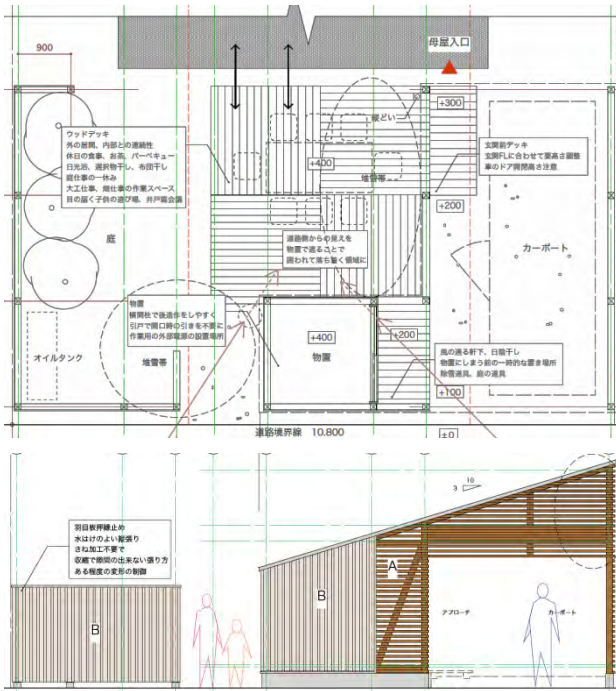 母屋入口
900
+300
縦どい
ウッドデッキ
外の居間、内部との連続性
休日の食事、お茶、バーベキュー
日光浴、選択物干し、布団干し
庭仕事の一休み
大工仕事、畑仕事の作業スペース
目の届く子供の遊び場、井戸端会議
+400
堆雪帯
玄関前デッキ
玄関FLに合わせて要高さ調整
車のドア開閉高さ注意
+200
庭
道路側からの見えを
物置で遮ることで
囲われて落ち着く領域に
カーポート
物置
横間柱で後造作をしやすく
引戸で開口時の引きを不要に
作業用の外部電源の設置場所
+400
+200
物置
オイルタンク
堆雪帯
風の通る軒下、日陰干し
物置にしまう前の一時的な置き場所
除雪道具、庭の道具
+100
道路境界線 10.800
±0
10
3
羽目板押縁止め
水はけのよい縦張り
さね加工不要で
収縮で隙間の出来ない張り方
ある程度の変形の制御
A
B
B
アプローチ
カーポート